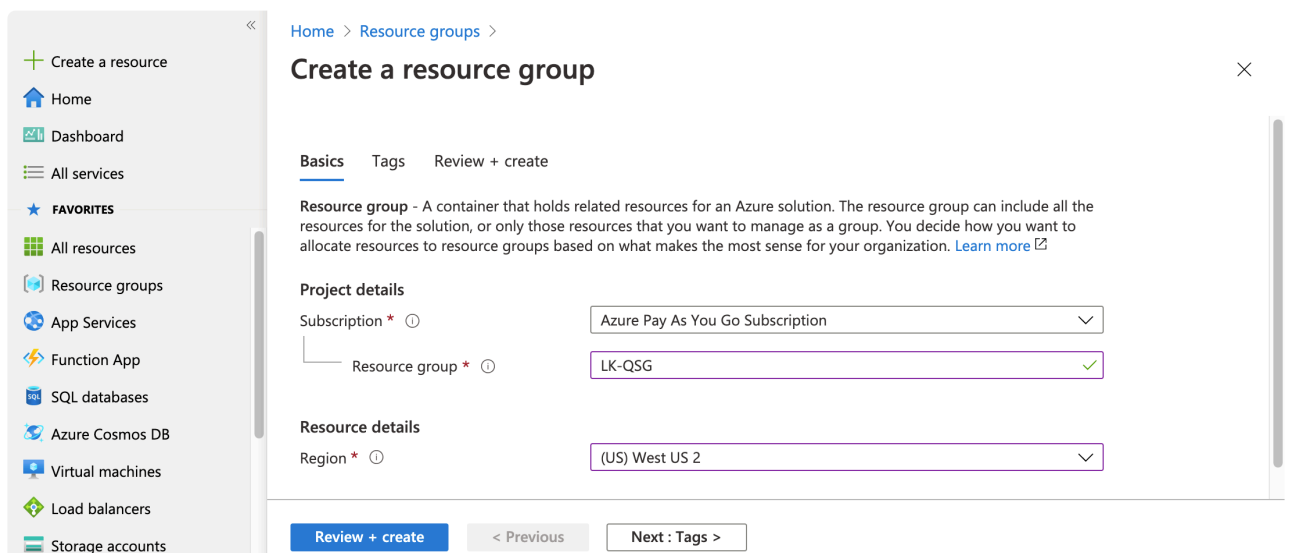 «
Create a resource
Home
Dashboard
All services
FAVORITES
All resources
Resource groups
App Services
Function App
SQL
SQL databases
Azure Cosmos DB
Virtual machines
Load balancers
Storage accounts
Home > Resource groups >
Create a resource group
Basics Tags Review + create
Resource group - A container that holds related resources for an Azure solution. The resource group can include all the
resources for the solution, or only those resources that you want to manage as a group. You decide how you want to
allocate resources to resource groups based on what makes the most sense for your organization. Learn more
Project details
Subscription * Azure Pay As You Go Subscription
Resource group * LK-QSG
Resource details
Region * (US) West US 2
Review + create < Previous Next : Tags >